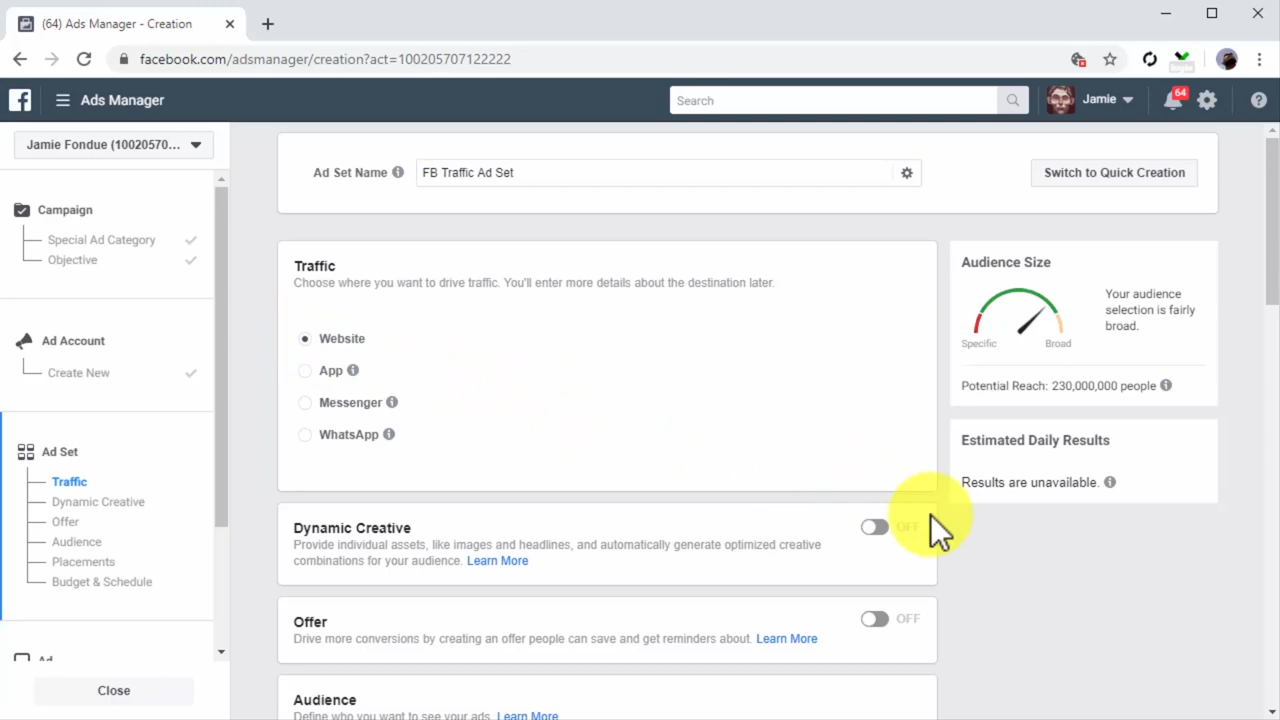 (64) Ads Manager - Creation
facebook.com/adsmanager/creation?act=100205707122222
Ads Manager
Search
Jamie
64
Jamie Fondue (10020570...
Campaign
Special Ad Category
Objective
Ad Account
Create New
Ad Set
Traffic
Dynamic Creative
Offer
Audience
Placements
Budget & Schedule
Ad
Close
Ad Set Name
FB Traffic Ad Set
Switch to Quick Creation
Traffic
Choose where you want to drive traffic. You'll enter more details about the destination later.
Website
App
Messenger
WhatsApp
Dynamic Creative
OFF
Provide individual assets, like images and headlines, and automatically generate optimized creative
combinations for your audience. Learn More
Offer
OFF
Drive more conversions by creating an offer people can save and get reminders about. Learn More
Audience
Define who you want to see your ads. Learn More
Audience Size
Your audience
selection is fairly
broad.
Specific
Broad
Potential Reach: 230,000,000 people
Estimated Daily Results
Results are unavailable.